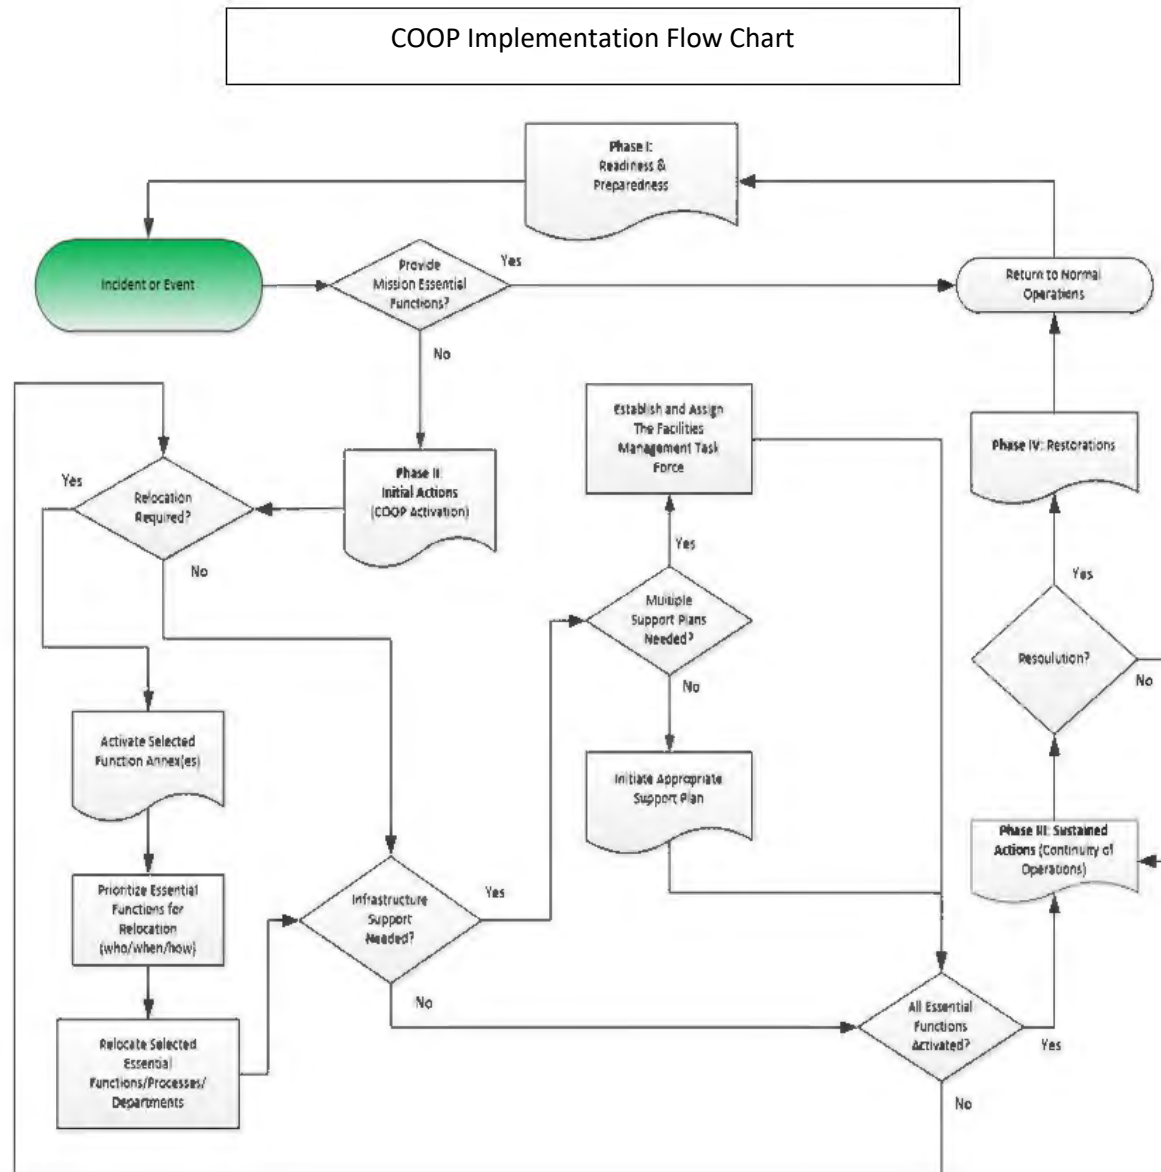 COOP Implementation Flow Chart
Phase I:
Readiness &
Preparedness
Incident or Event
Provide
Mission Essential
Functions?
Yes
Return to Normal
Operations
No
Establish and Assign
The Facilities
Management Task
Force
Phase IV: Restorations
Phase II:
Initial Actions
(COOP Activation)
Yes
Relocation
Required?
No
Yes
Multiple
Support Plans
Needed?
No
Yes
Resoulution?
No
Activate Selected
Function Annex(es)
Initiate Appropriate
Support Plan
Phase III: Sustained
Actions (Continuity of
Operations)
Prioritize Essential
Functions for
Relocation
(who/when/how)
Infrastructure
Support
Needed?
Yes
No
Relocate Selected
Essential
Functions/Processes/
Departments
All Essential
Functions
Activated?
Yes
No